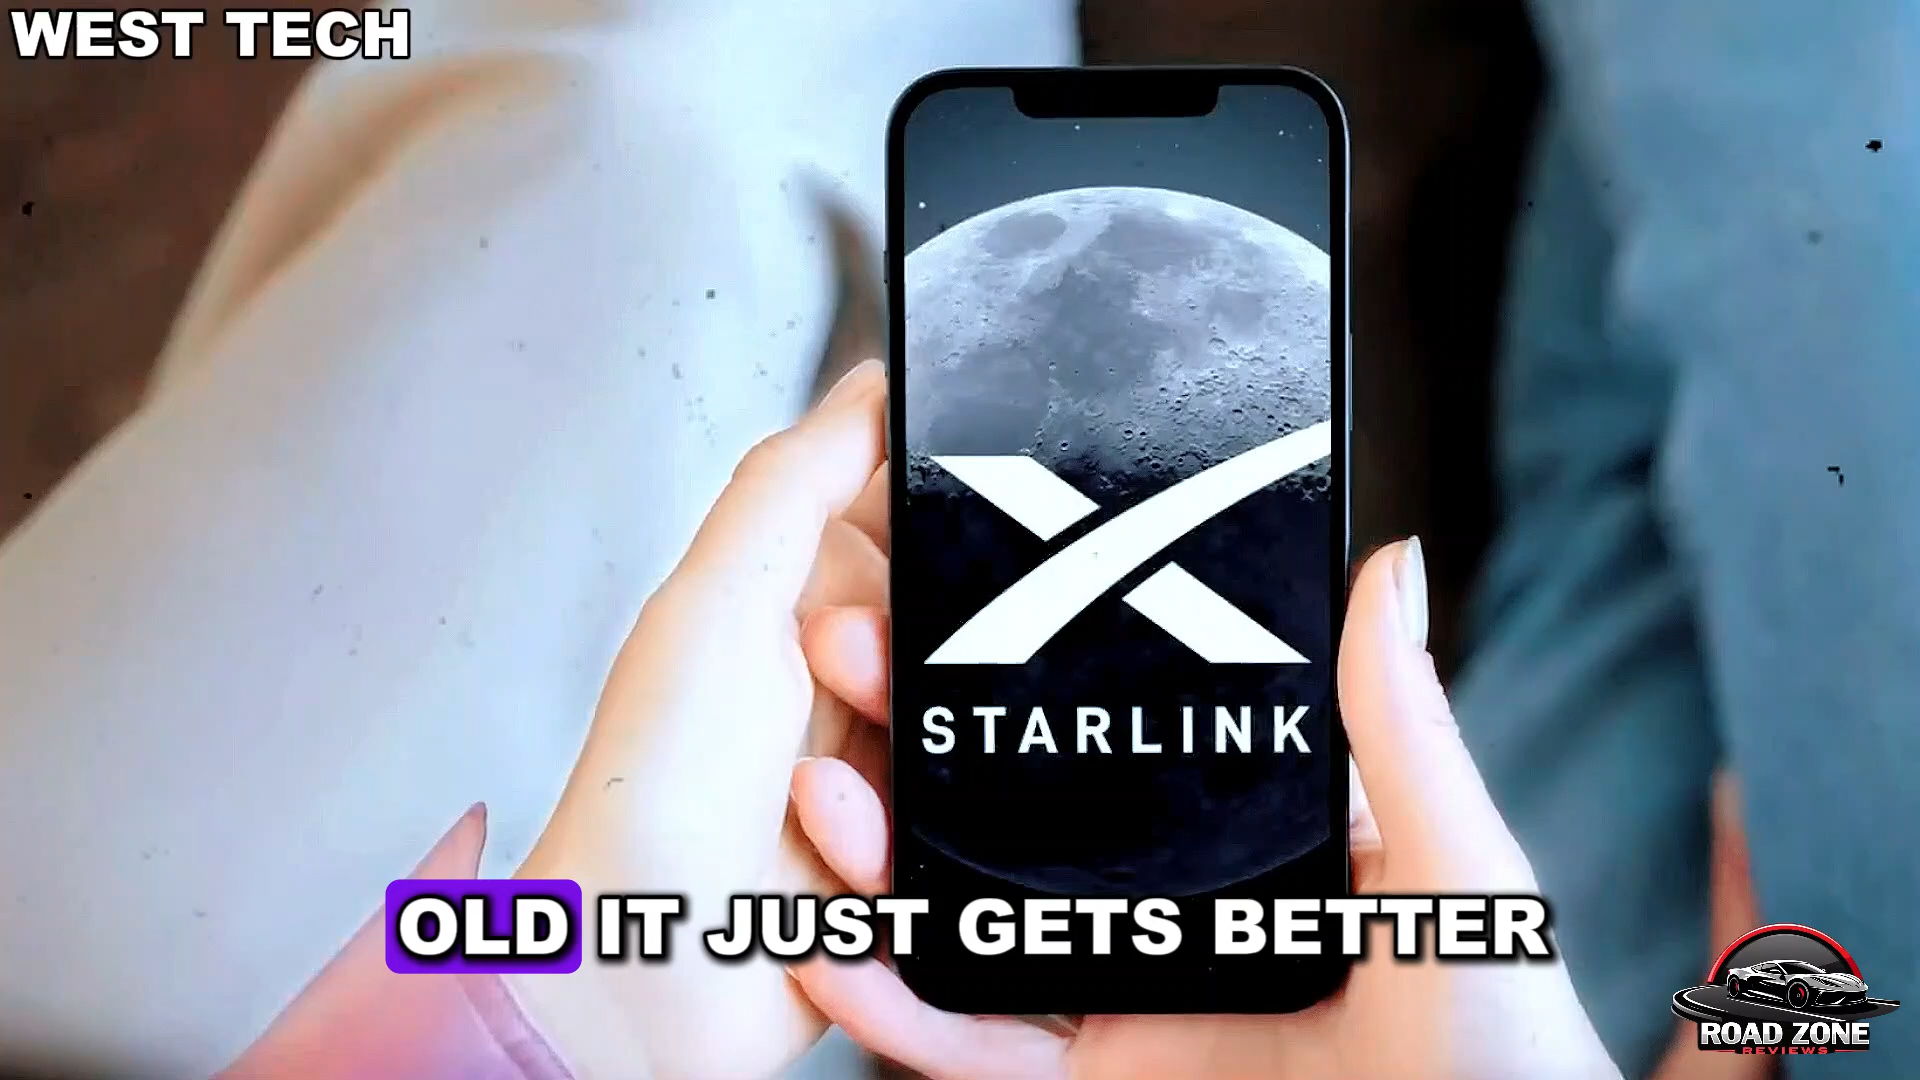 WEST TECH
STARLINK
OLD IT JUST GETS BETTER
ROAD ZONE
REVIEWS